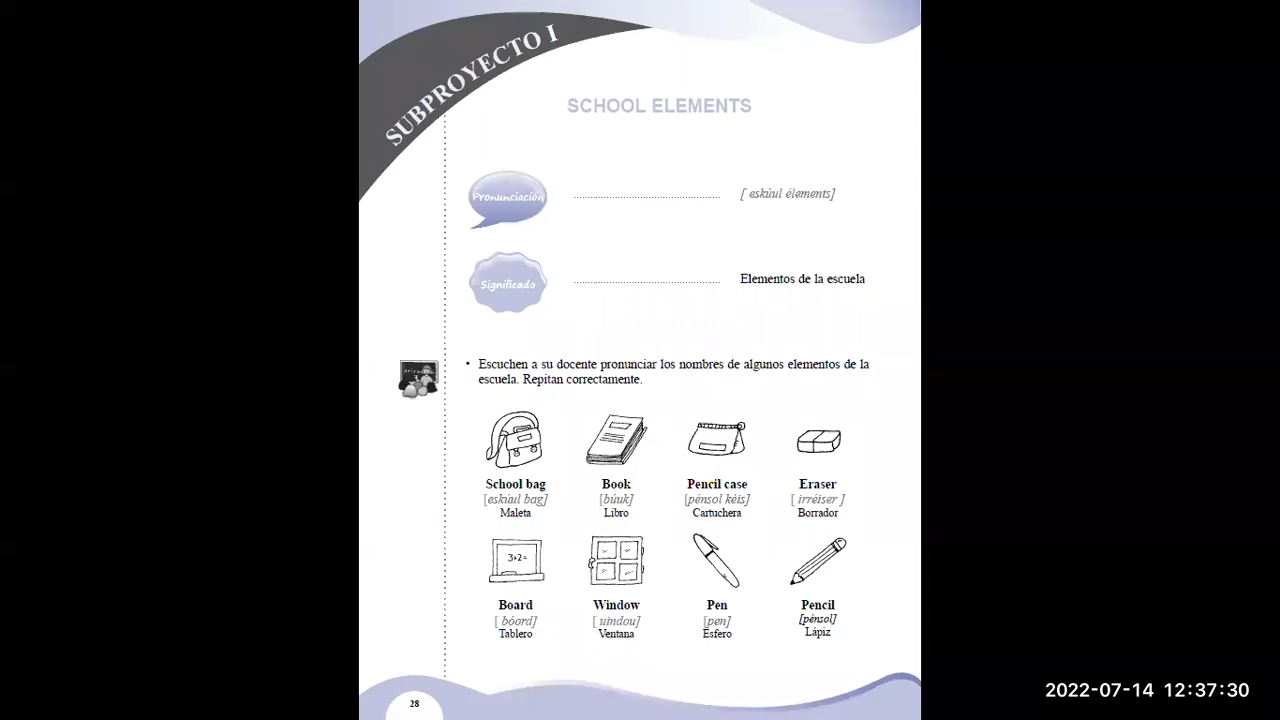 SUBPROYECTO I
SCHOOL ELEMENTS
Pronunciación
[ eskúul élements]
Significado
Elementos de la escuela
• Escuchen a su docente pronunciar los nombres de algunos elementos de la
escuela. Repitan correctamente.
School bag Book Pencil case Eraser
[eskúul bag] [búuk] [pénsol kéis] [ irréiser ]
Maleta Libro Cartuchera Borrador
3+2=
Board Window Pen Pencil
[ bóord] [ uíndou] [pen] [pénsol]
Tablero Ventana Esfero Lápiz
28
2022-07-14 12:37:30